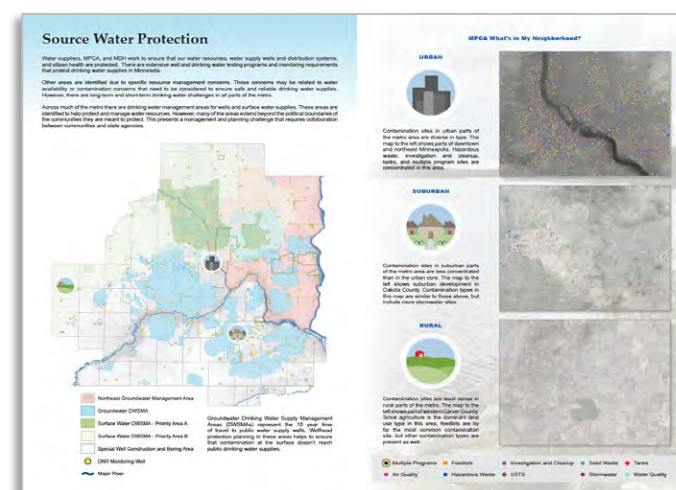 Source Water Protection
Water suppliers, MPCA, and MDH work to ensure that our water resources, water supply wells and distribution systems,
and citizen health are protected. There are extensive well and drinking water testing programs and monitoring requirements
that protect drinking water supplies in Minnesota.
Other areas are identified due to specific resource management concerns. These concerns may be related to water
availability or contamination concerns that need to be considered to ensure safe and reliable drinking water supplies.
However, there are long-term and short-term drinking water challenges in all parts of the metro.
Across much of the metro there are drinking water management areas for wells and surface water supplies. These areas are
identified to help protect and manage water resources. However, many of the areas extend beyond the political boundaries of
the communities they are meant to protect. This presents a management and planning challenge that requires collaboration
between communities and state agencies.
Northeast Groundwater Management Area
Groundwater DWSMA
Surface Water DWSMA - Priority Area A
Surface Water DWSMA - Priority Area B
Special Well Construction and Boring Area
DNR Monitoring Well
Major River
Groundwater Drinking Water Supply Management
Areas (DWSMAs) represent the 10 year time
of travel to public water supply wells. Wellhead
protection planning in these areas helps to ensure
that contamination at the surface doesn't reach
public drinking water supplies.
MPCA What's in My Neighborhood?
URBAN
Contamination sites in urban parts of
the metro area are diverse in type. The
map to the left shows parts of downtown
and northeast Minneapolis. Hazardous
waste, investigation and cleanup,
tanks, and multiple program sites are
concentrated in this area.
SUBURBAN
Contamination sites in suburban parts
of the metro area are less concentrated
than in the urban core. The map to the
left shows suburban development in
Dakota County. Contamination types in
this map are similar to those above, but
include more stormwater sites.
RURAL
Contamination sites are least dense in
rural parts of the metro. The map to the
left shows part of western Carver County.
Since agriculture is the dominant land
use type in this area, feedlots are by
far the most common contamination
site, but other contamination types are
present as well.
Multiple Programs Feedlots Investigation and Cleanup Solid Waste Tanks
Air Quality Hazardous Waste SSTS Stormwater Water Quality